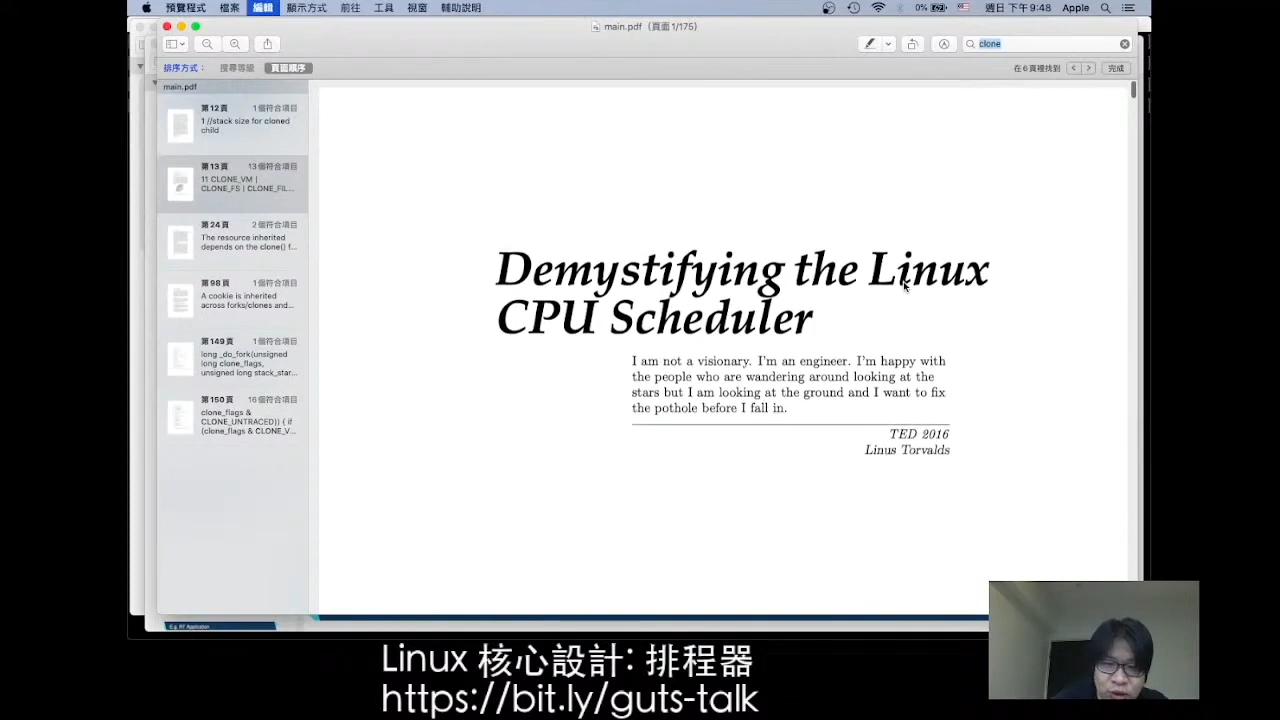 預覽程式 檔案 編輯 顯示方式 前往 工具 視窗 輔助說明 0% 週日 下午9:48 Apple
main.pdf（頁面 1/175）
clone
排序方式： 搜尋等級 頁面順序 在 6 頁裡找到 < > 完成
main.pdf
第 12 頁 1 個符合項目
1 //stack size for cloned
child
第 13 頁 13 個符合項目
11 CLONE_VM |
CLONE_FS | CLONE_FIL...
第 24 頁 2 個符合項目
The resource inherited
depends on the clone() f...
第 98 頁 1 個符合項目
A cookie is inherited
across forks/clones and...
第 149 頁 1 個符合項目
long _do_fork(unsigned
long clone_flags,
unsigned long stack_star...
第 150 頁 16 個符合項目
clone_flags &
CLONE_UNTRACED)) { if
(clone_flags & CLONE_V...
Demystifying the Linux
CPU Scheduler
I am not a visionary. I'm an engineer. I'm happy with
the people who are wandering around looking at the
stars but I am looking at the ground and I want to fix
the pothole before I fall in.
TED 2016
Linus Torvalds
E.g. RT Application
Linux 核心設計: 排程器
https://bit.ly/guts-talk